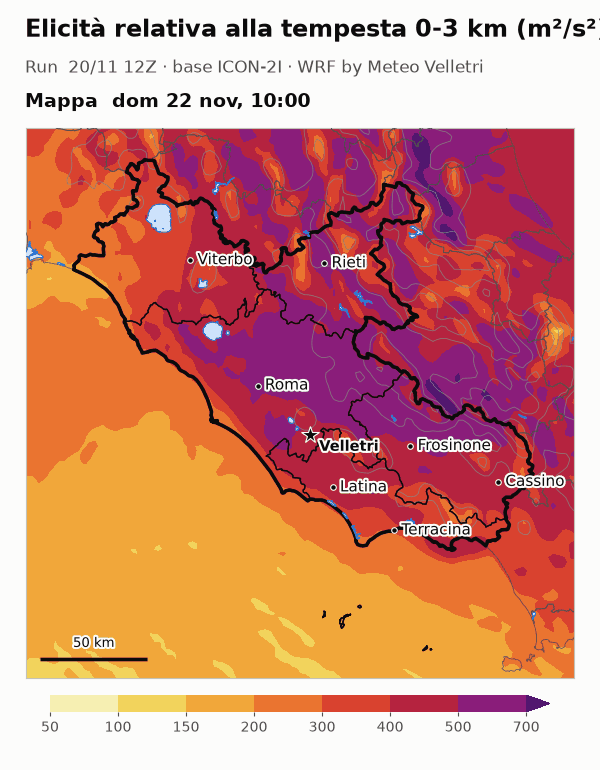 Elicità relativa alla tempesta 0-3 km (m²/s²)
Run 20/11 12Z · base ICON-2I · WRF by Meteo Velletri
Mappa dom 22 nov, 10:00
Viterbo
Rieti
Roma
Velletri
Frosinone
Cassino
Latina
Terracina
50 km
50 100 150 200 300 400 500 700